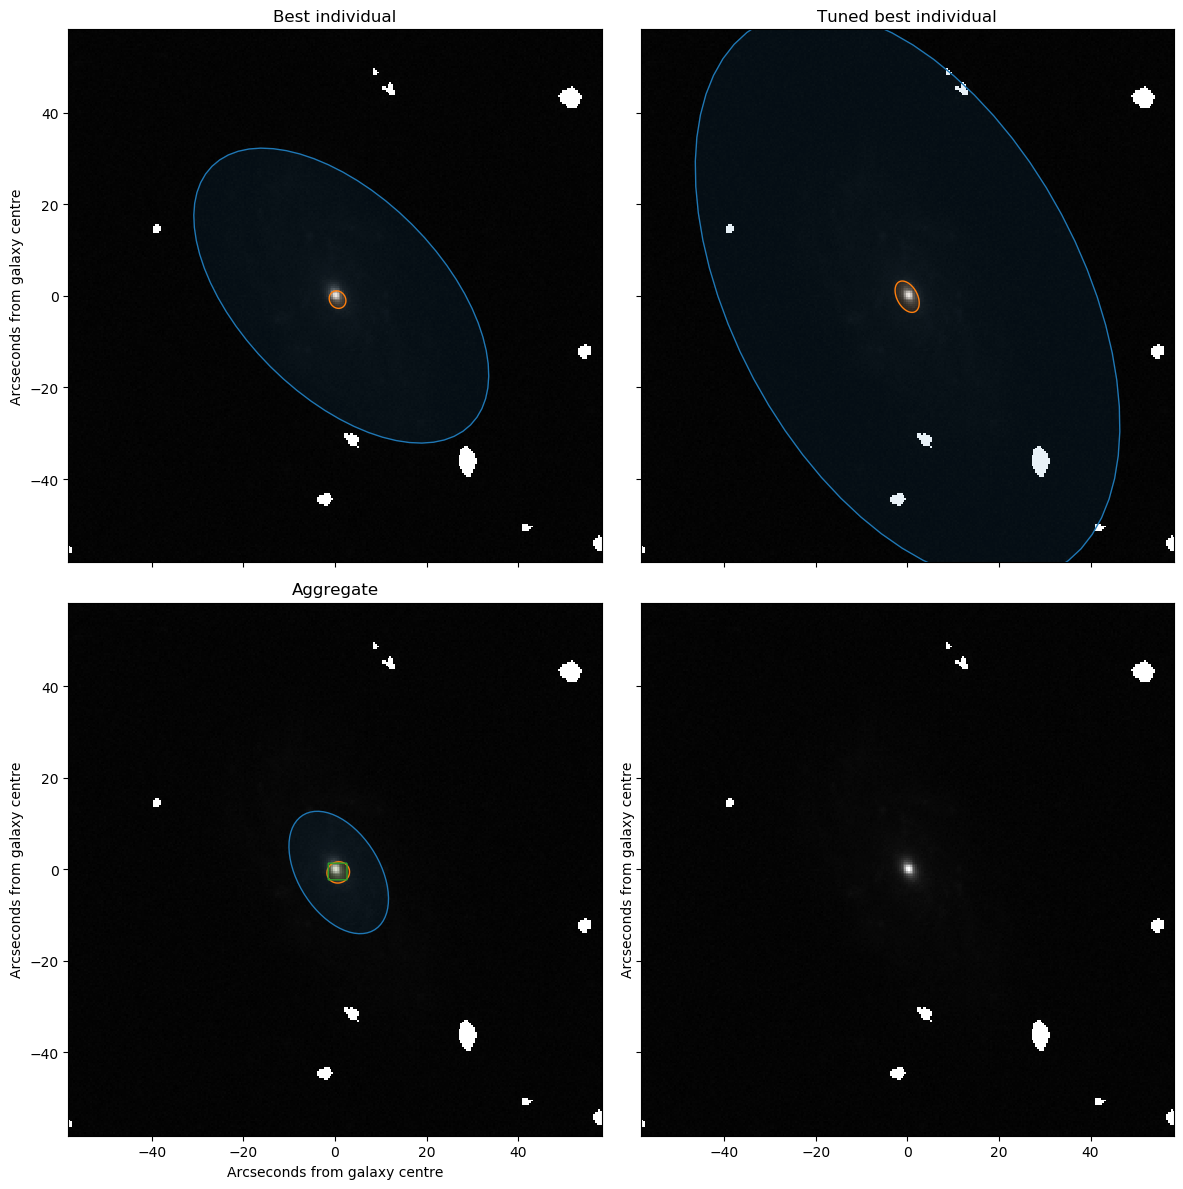 Best individual
Tuned best individual
40
20
0
−20
−40
Arcseconds from galaxy centre
Aggregate
40
20
0
−20
−40
Arcseconds from galaxy centre
Arcseconds from galaxy centre
−40 −20 0 20 40
−40 −20 0 20 40
Arcseconds from galaxy centre